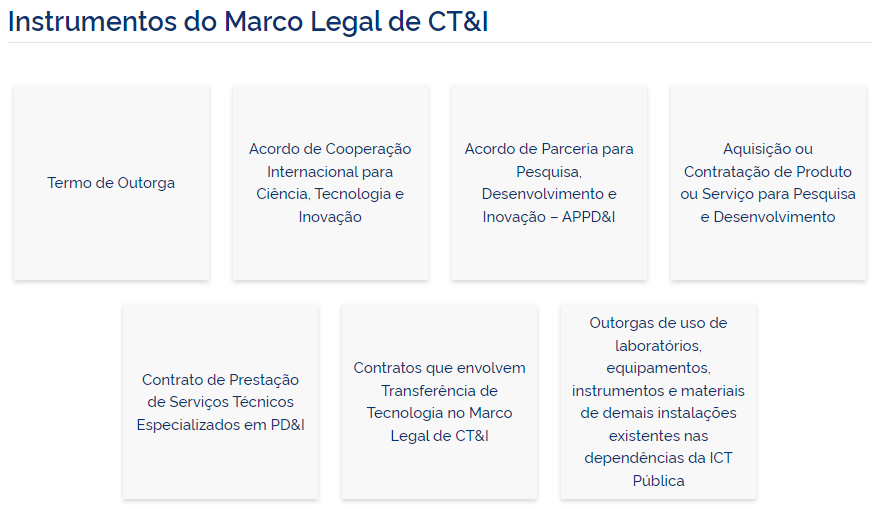 Instrumentos do Marco Legal de CT&I
Termo de Outorga
Acordo de Cooperação
Internacional para
Ciência, Tecnologia e
Inovação
Acordo de Parceria para
Pesquisa,
Desenvolvimento e
Inovação – APPD&I
Aquisição ou
Contratação de Produto
ou Serviço para Pesquisa
e Desenvolvimento
Contrato de Prestação
de Serviços Técnicos
Especializados em PD&I
Contratos que envolvem
Transferência de
Tecnologia no Marco
Legal de CT&I
Outorgas de uso de
laboratórios,
equipamentos,
instrumentos e materiais
de demais instalações
existentes nas
dependências da ICT
Pública